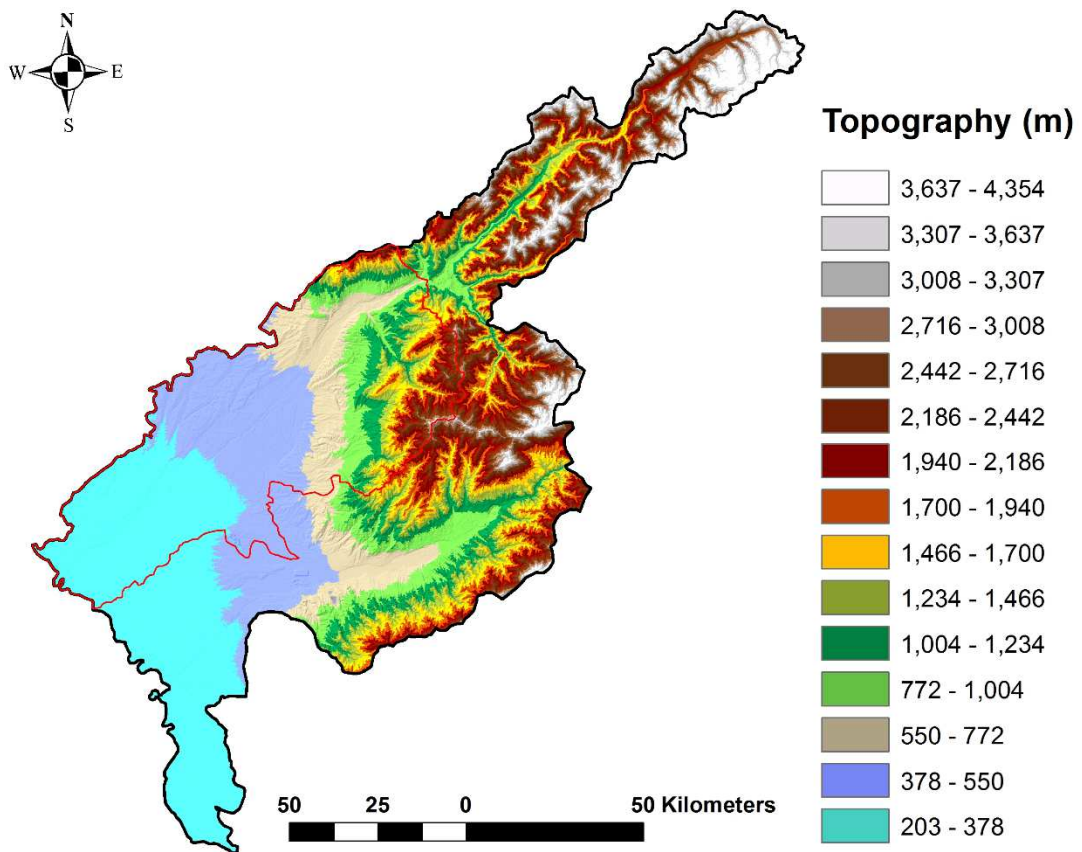 N
W E
S
Topography (m)
3,637 - 4,354
3,307 - 3,637
3,008 - 3,307
2,716 - 3,008
2,442 - 2,716
2,186 - 2,442
1,940 - 2,186
1,700 - 1,940
1,466 - 1,700
1,234 - 1,466
1,004 - 1,234
772 - 1,004
550 - 772
378 - 550
203 - 378
50 25 0 50 Kilometers